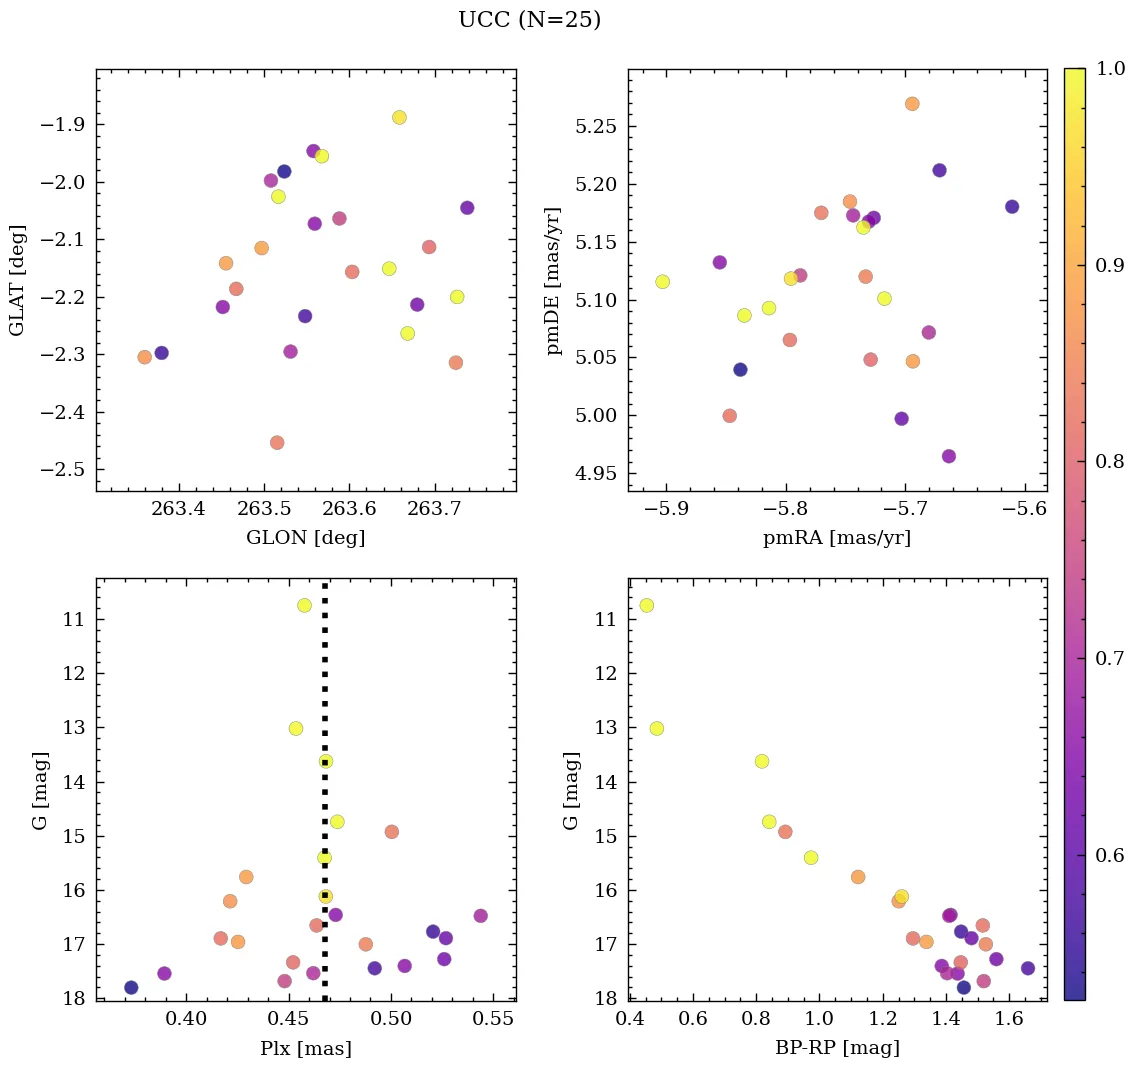 UCC (N=25)
−1.9
−2.0
−2.1
−2.2
−2.3
−2.4
−2.5
GLAT [deg]
263.4 263.5 263.6 263.7
GLON [deg]
5.25
5.20
5.15
5.10
5.05
5.00
4.95
pmDE [mas/yr]
−5.9 −5.8 −5.7 −5.6
pmRA [mas/yr]
1.0
0.9
0.8
0.7
0.6
11
12
13
14
15
16
17
18
G [mag]
0.40 0.45 0.50 0.55
Plx [mas]
11
12
13
14
15
16
17
18
G [mag]
0.4 0.6 0.8 1.0 1.2 1.4 1.6
BP-RP [mag]